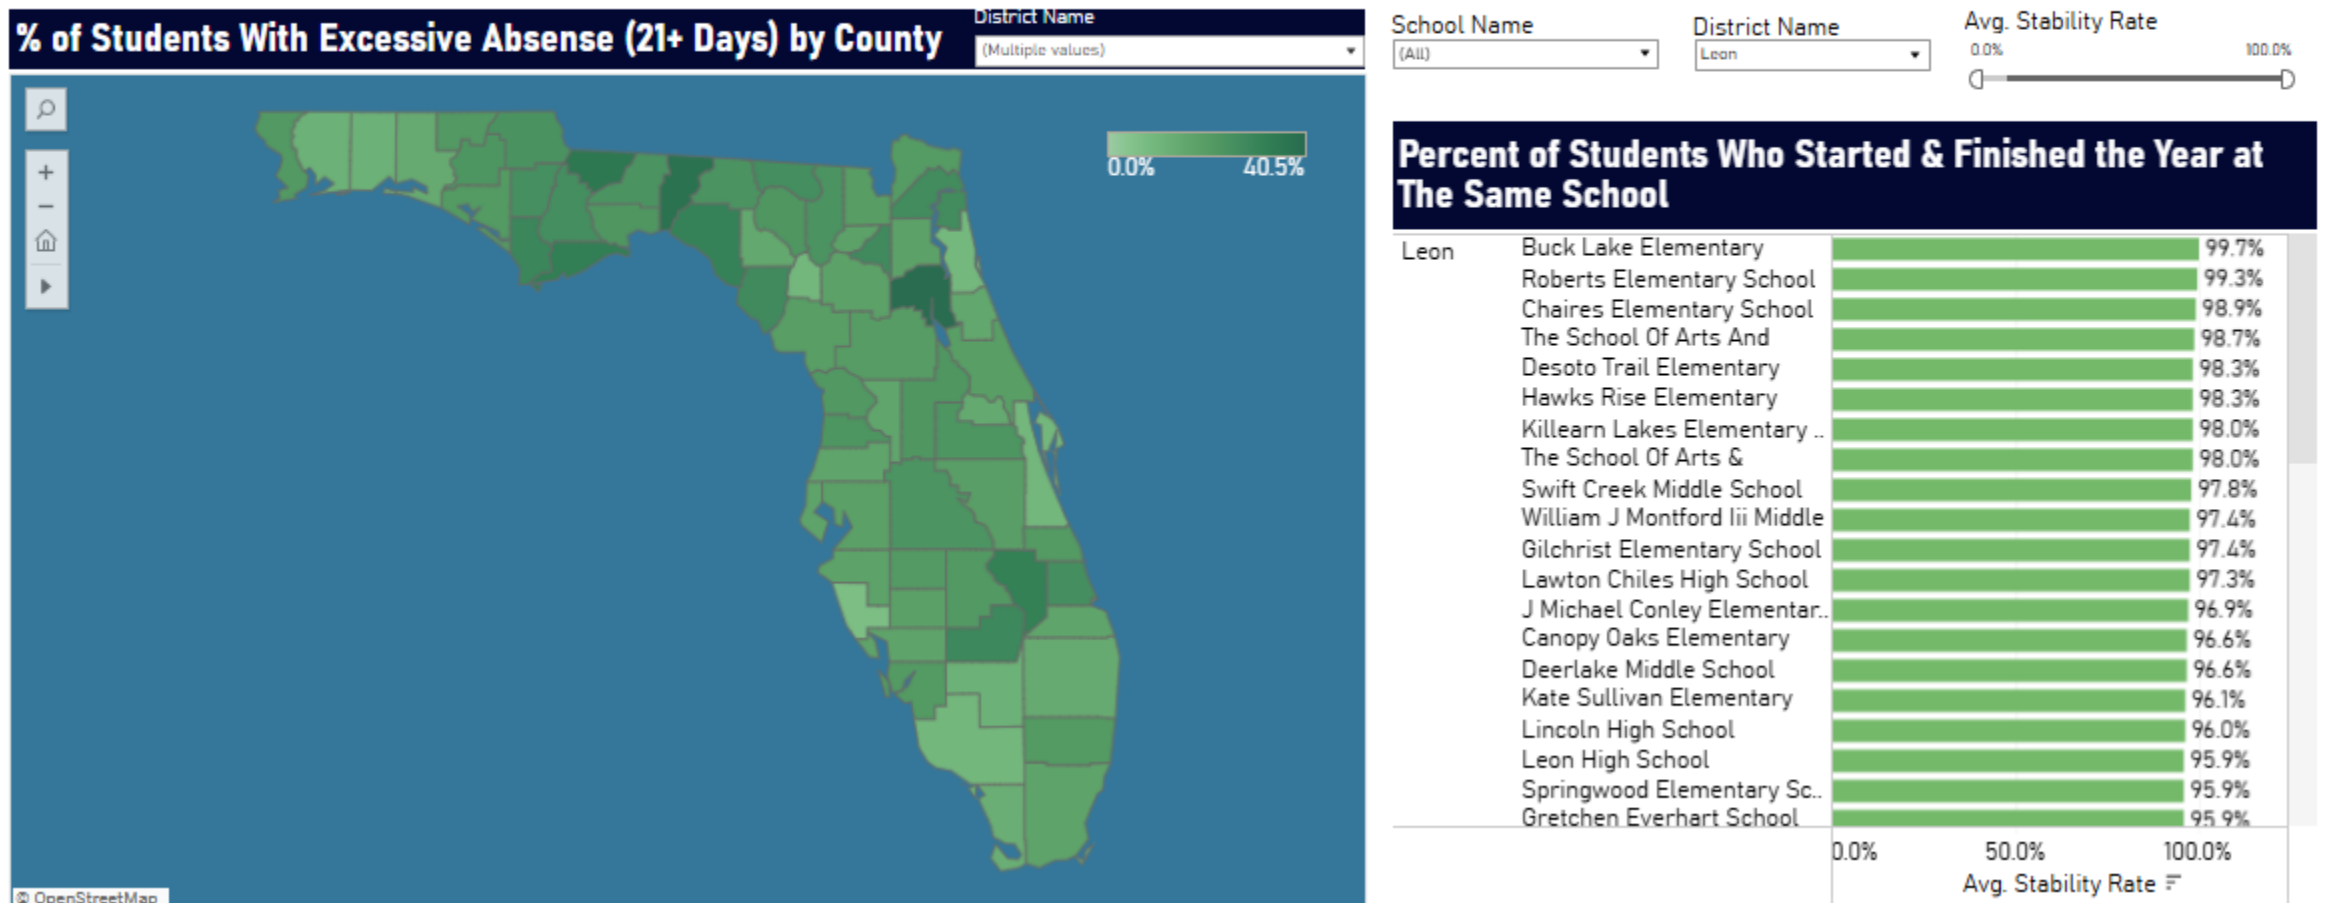 % of Students With Excessive Absense (21+ Days) by County
District Name
(Multiple values)
0.0%
40.5%
© OpenStreetMap
School Name
(All)
District Name
Leon
Avg. Stability Rate
0.0%
100.0%
Percent of Students Who Started & Finished the Year at
The Same School
Leon
Buck Lake Elementary 99.7%
Roberts Elementary School 99.3%
Chaires Elementary School 98.9%
The School Of Arts And 98.7%
Desoto Trail Elementary 98.3%
Hawks Rise Elementary 98.3%
Killearn Lakes Elementary .. 98.0%
The School Of Arts & 98.0%
Swift Creek Middle School 97.8%
William J Montford Iii Middle 97.4%
Gilchrist Elementary School 97.4%
Lawton Chiles High School 97.3%
J Michael Conley Elementar.. 96.9%
Canopy Oaks Elementary 96.6%
Deerlake Middle School 96.6%
Kate Sullivan Elementary 96.1%
Lincoln High School 96.0%
Leon High School 95.9%
Springwood Elementary Sc.. 95.9%
Gretchen Everhart School 95.9%
0.0% 50.0% 100.0%
Avg. Stability Rate